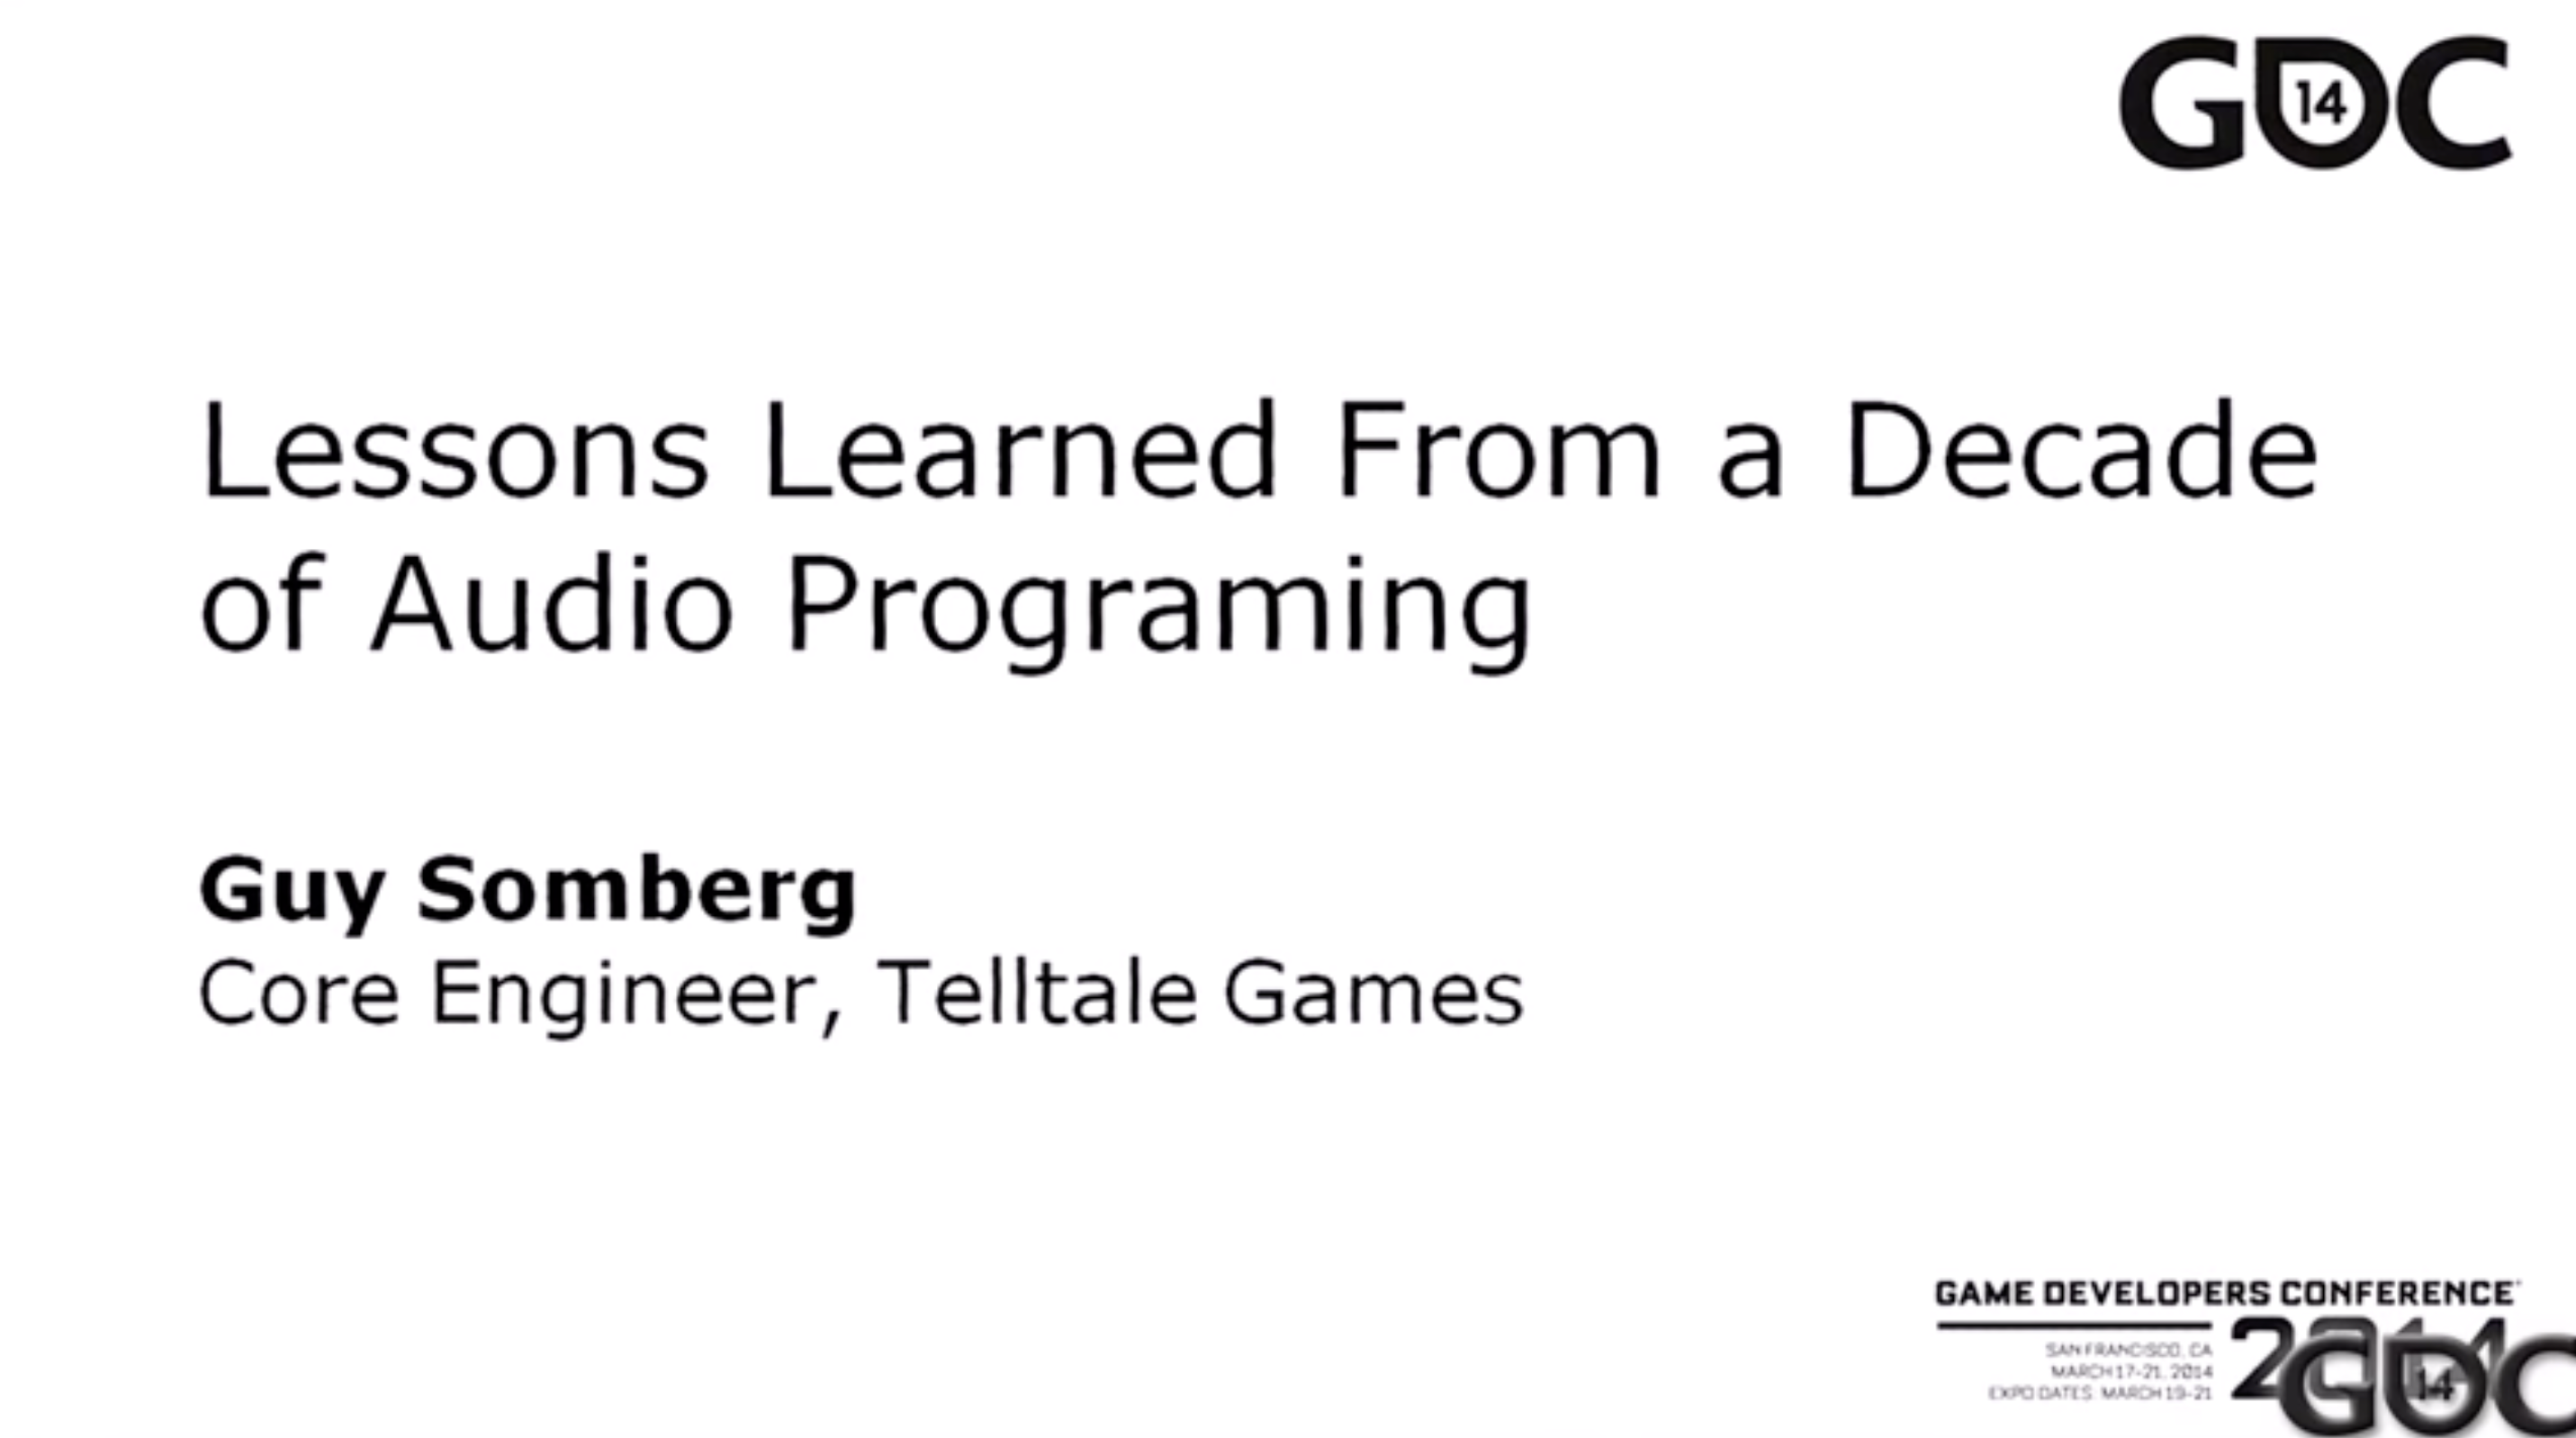 GDC
14
Lessons Learned From a Decade
of Audio Programing
Guy Somberg
Core Engineer, Telltale Games
GAME DEVELOPERS CONFERENCE
SAN FRANCISCO, CA
MARCH 17-21, 2014
EXPO DATES: MARCH 19-21
2014
GDC
14